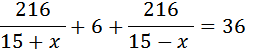 216/(15 + x) + 6 + 216/(15 − x) = 36